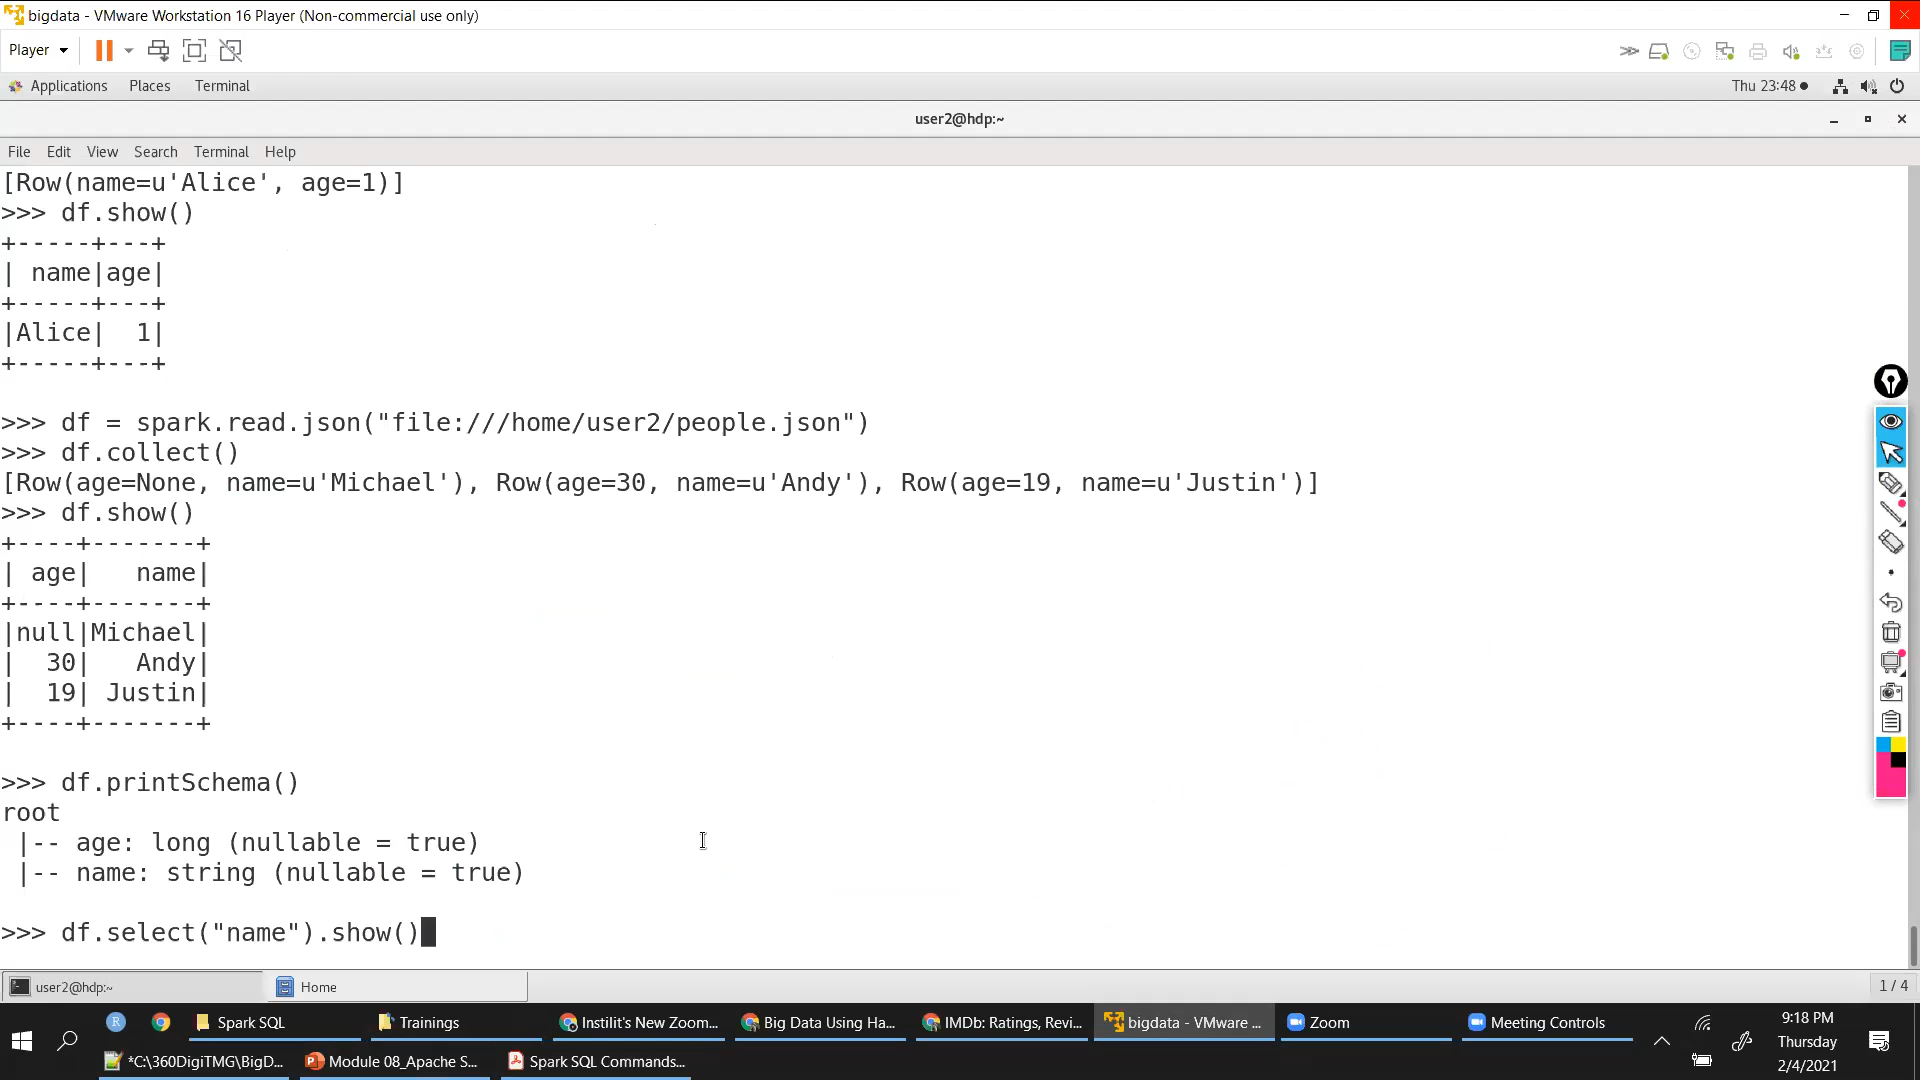 bigdata - VMware Workstation 16 Player (Non-commercial use only)
Player
Applications Places Terminal Thu 23:48
user2@hdp:~
File Edit View Search Terminal Help
[Row(name=u'Alice', age=1)]
>>> df.show()
+-----+---+
| name|age|
+-----+---+
|Alice|  1|
+-----+---+
>>> df = spark.read.json("file:///home/user2/people.json")
>>> df.collect()
[Row(age=None, name=u'Michael'), Row(age=30, name=u'Andy'), Row(age=19, name=u'Justin')]
>>> df.show()
+----+-------+
| age|   name|
+----+-------+
|null|Michael|
|  30|   Andy|
|  19| Justin|
+----+-------+
>>> df.printSchema()
root
 |-- age: long (nullable = true)
 |-- name: string (nullable = true)
>>> df.select("name").show()
user2@hdp:~ Home 1 / 4
R Spark SQL Trainings Instilit's New Zoom... Big Data Using Ha... IMDb: Ratings, Revi... bigdata - VMware ... Zoom Meeting Controls 9:18 PM
Thursday
*C:\360DigiTMG\BigD... Module 08_Apache S... Spark SQL Commands... 2/4/2021